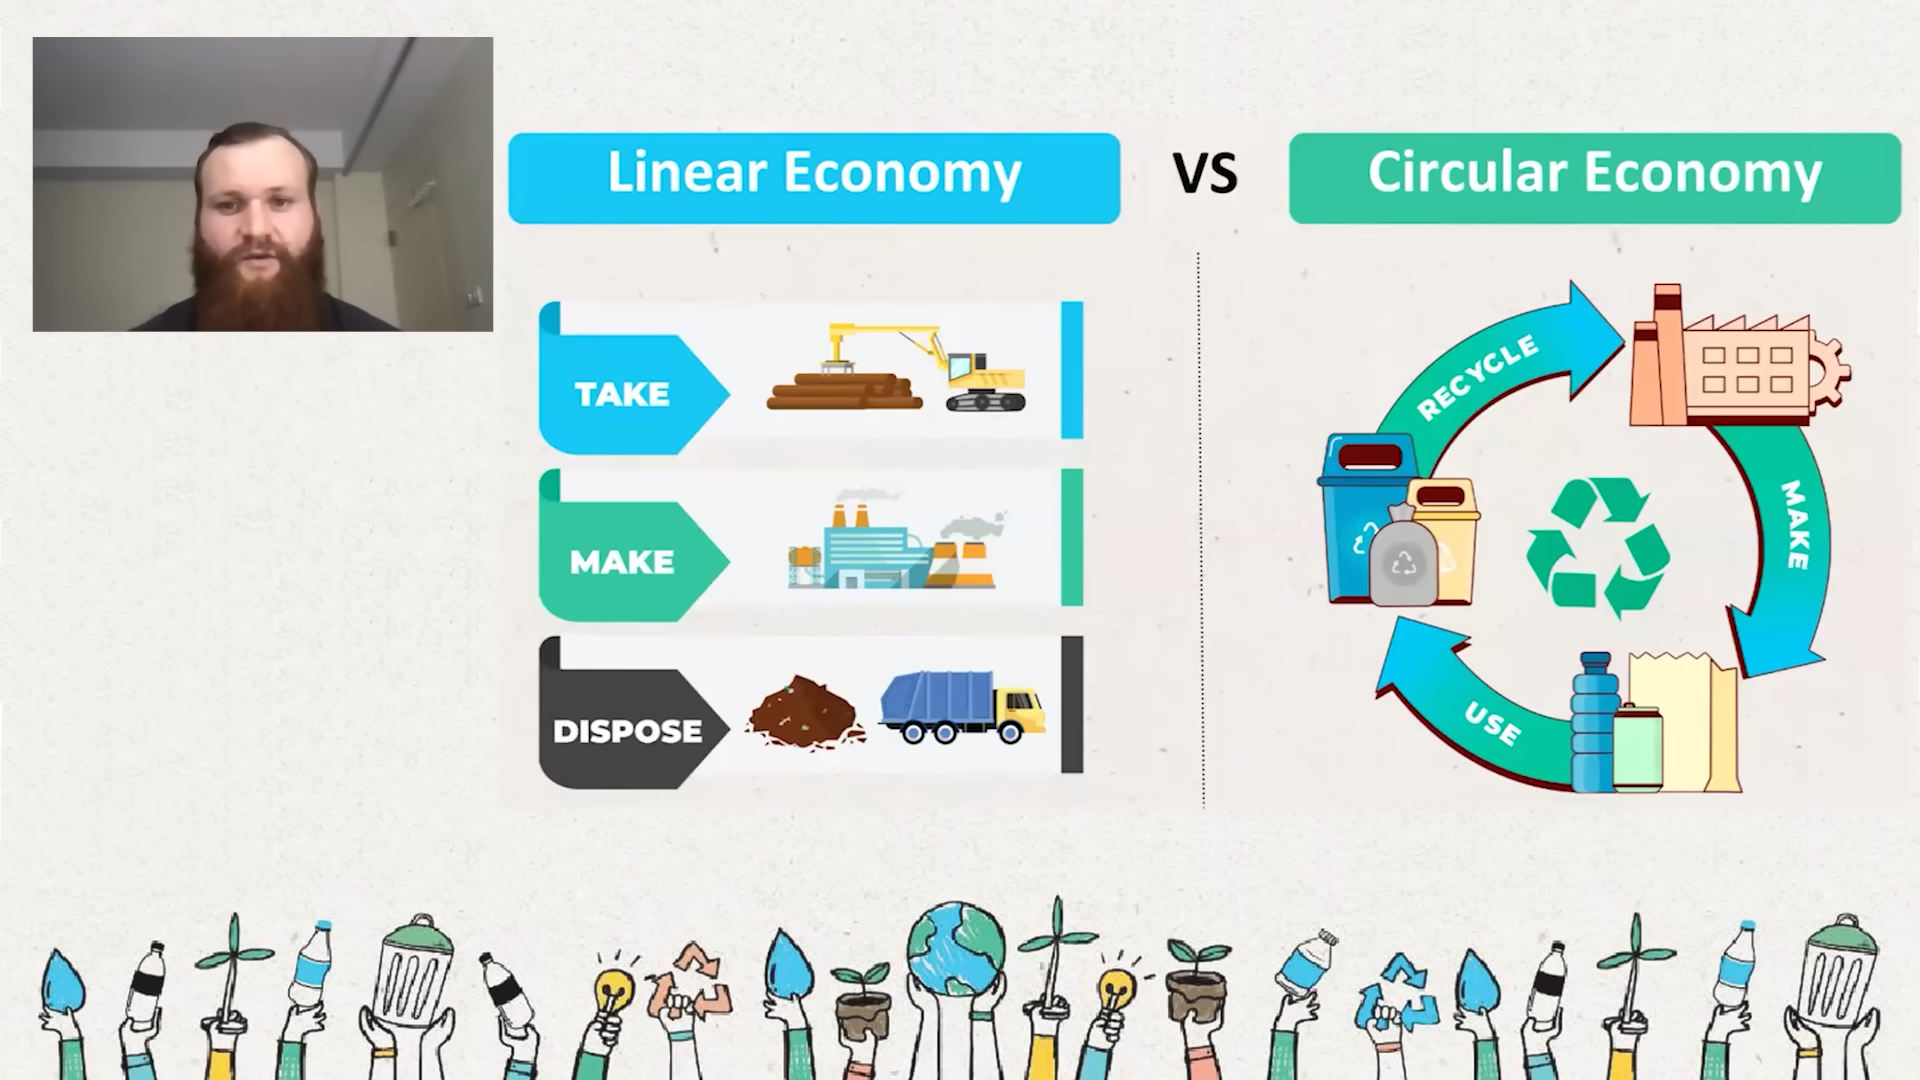 Linear Economy
VS
Circular Economy
TAKE
MAKE
DISPOSE
RECYCLE
MAKE
USE